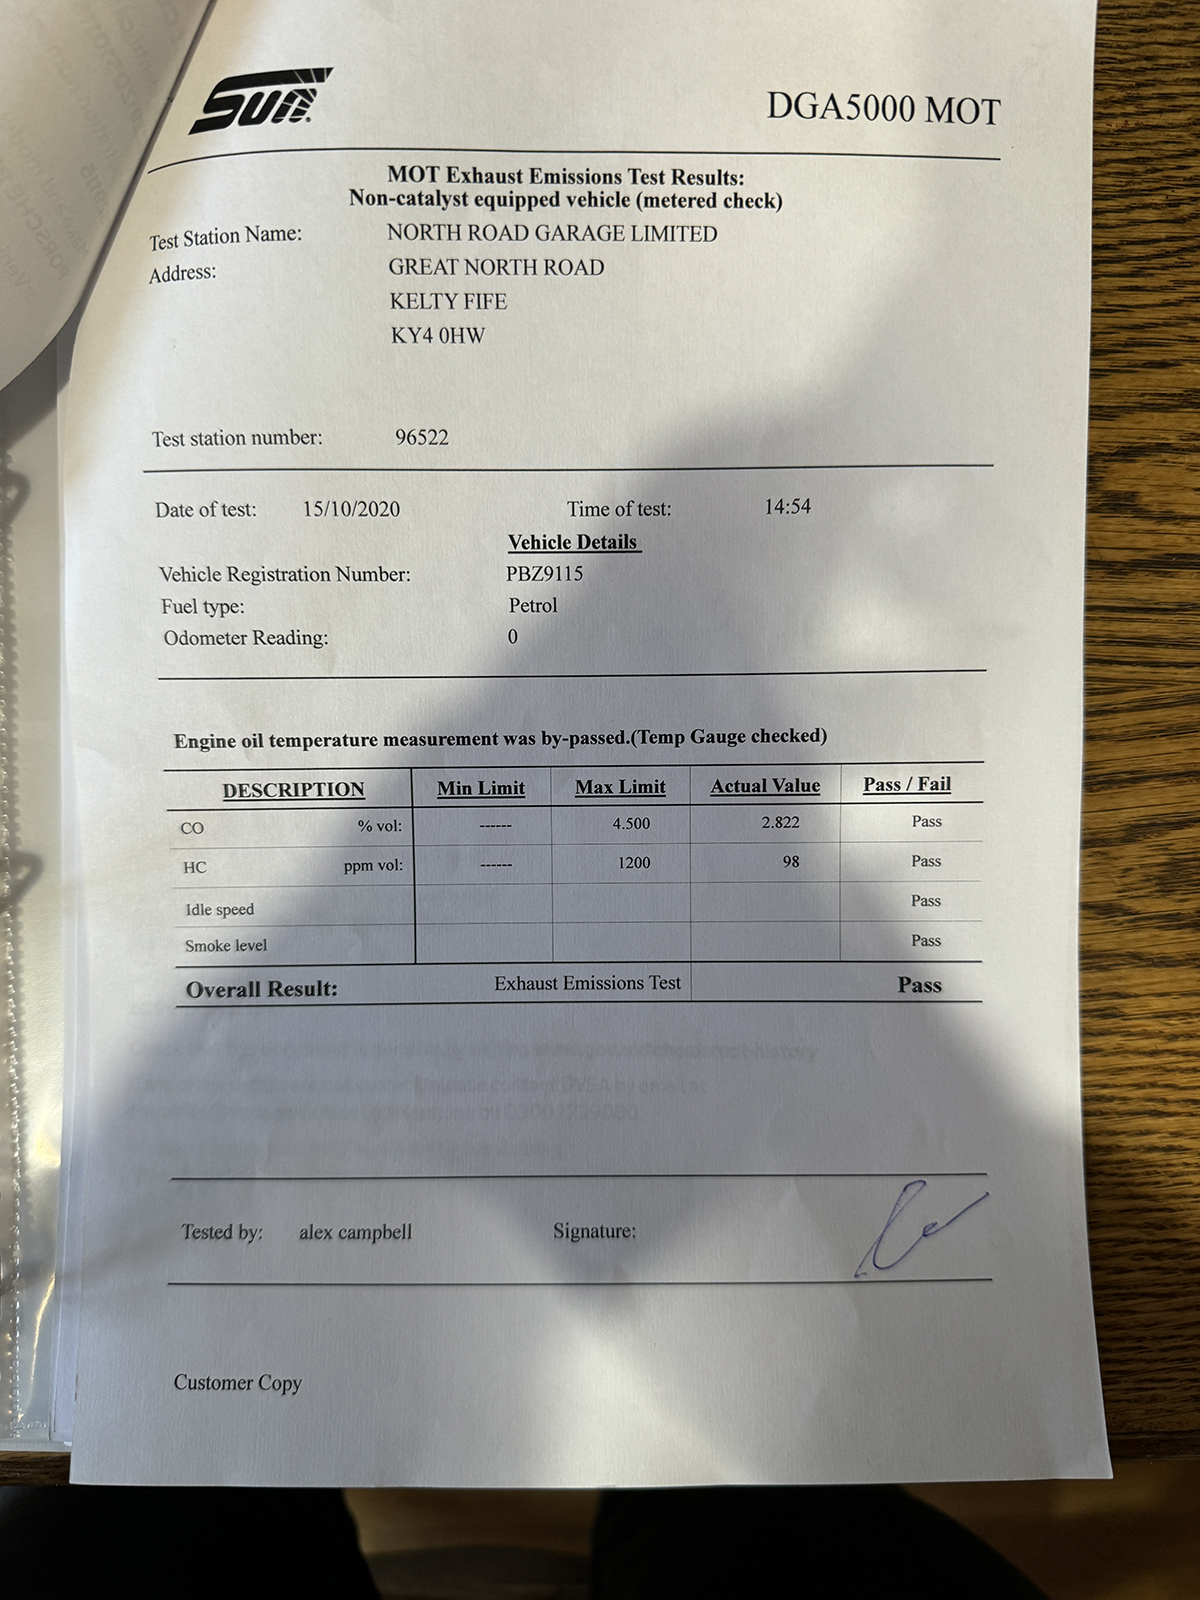 Sun
DGA5000 MOT
MOT Exhaust Emissions Test Results:
Non-catalyst equipped vehicle (metered check)
Test Station Name: NORTH ROAD GARAGE LIMITED
Address: GREAT NORTH ROAD
KELTY FIFE
KY4 0HW
Test station number: 96522
Date of test: 15/10/2020 Time of test: 14:54
Vehicle Details
Vehicle Registration Number: PBZ9115
Fuel type: Petrol
Odometer Reading: 0
Engine oil temperature measurement was by-passed.(Temp Gauge checked)
DESCRIPTION Min Limit Max Limit Actual Value Pass / Fail
CO % vol: ------ 4.500 2.822 Pass
HC ppm vol: ------ 1200 98 Pass
Idle speed Pass
Smoke level Pass
Overall Result: Exhaust Emissions Test Pass
Tested by: alex campbell Signature:
Customer Copy